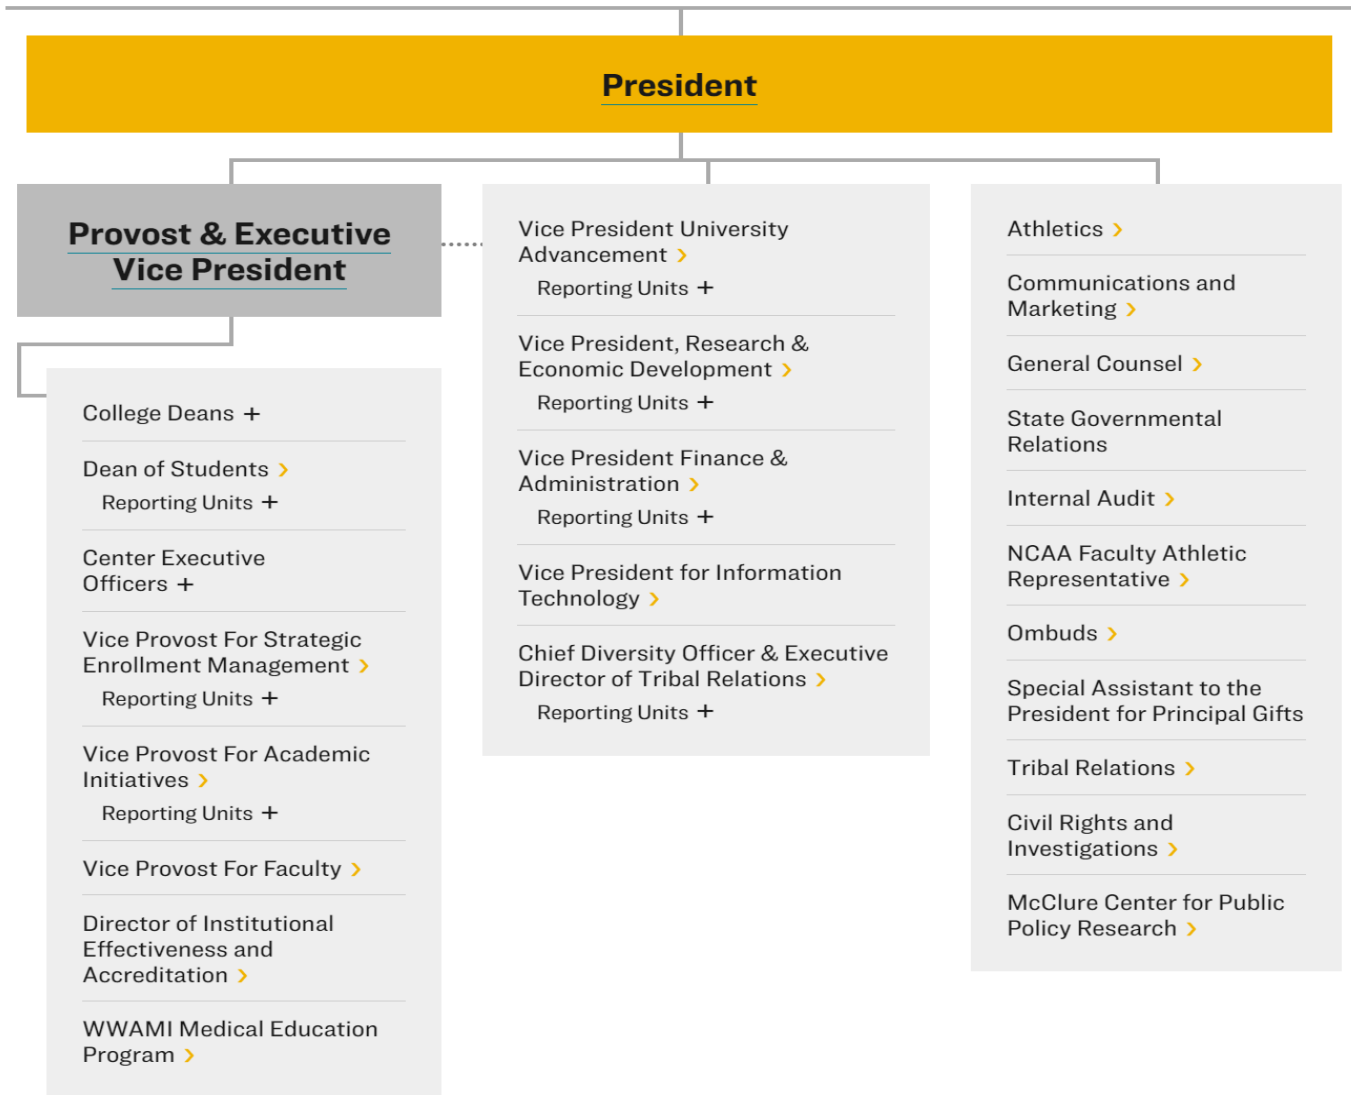 President
Provost & Executive
Vice President
College Deans +
Dean of Students >
Reporting Units +
Center Executive
Officers +
Vice Provost For Strategic
Enrollment Management >
Reporting Units +
Vice Provost For Academic
Initiatives >
Reporting Units +
Vice Provost For Faculty >
Director of Institutional
Effectiveness and
Accreditation >
WWAMI Medical Education
Program >
Vice President University
Advancement >
Reporting Units +
Vice President, Research &
Economic Development >
Reporting Units +
Vice President Finance &
Administration >
Reporting Units +
Vice President for Information
Technology >
Chief Diversity Officer & Executive
Director of Tribal Relations >
Reporting Units +
Athletics >
Communications and
Marketing >
General Counsel >
State Governmental
Relations
Internal Audit >
NCAA Faculty Athletic
Representative >
Ombuds >
Special Assistant to the
President for Principal Gifts
Tribal Relations >
Civil Rights and
Investigations >
McClure Center for Public
Policy Research >